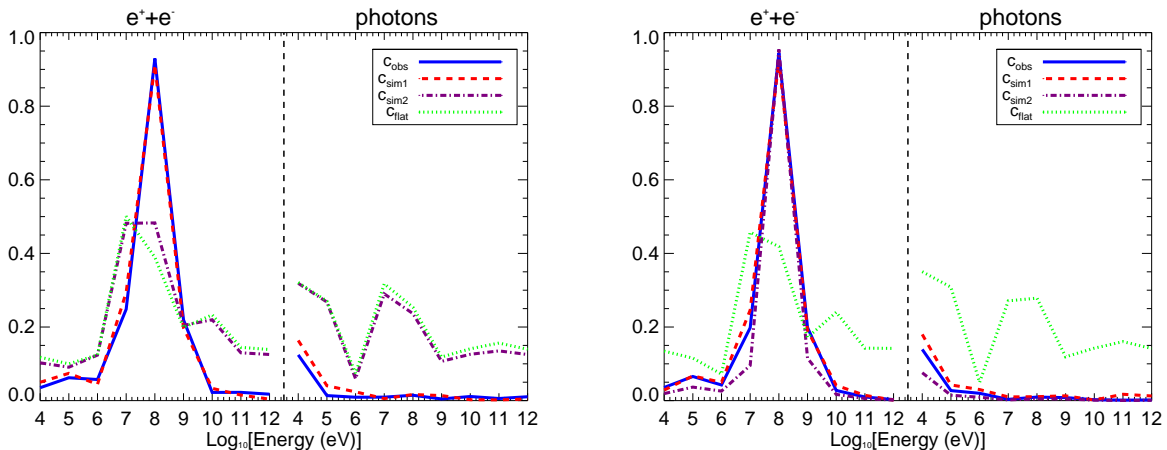 e⁺+e⁻ photons
1.0
0.8
0.6
0.4
0.2
0.0
c_obs
c_sim1
c_sim2
c_flat
4 5 6 7 8 9 10 11 12 4 5 6 7 8 9 10 11 12
Log₁₀[Energy (eV)]
e⁺+e⁻ photons
1.0
0.8
0.6
0.4
0.2
0.0
c_obs
c_sim1
c_sim2
c_flat
4 5 6 7 8 9 10 11 12 4 5 6 7 8 9 10 11 12
Log₁₀[Energy (eV)]